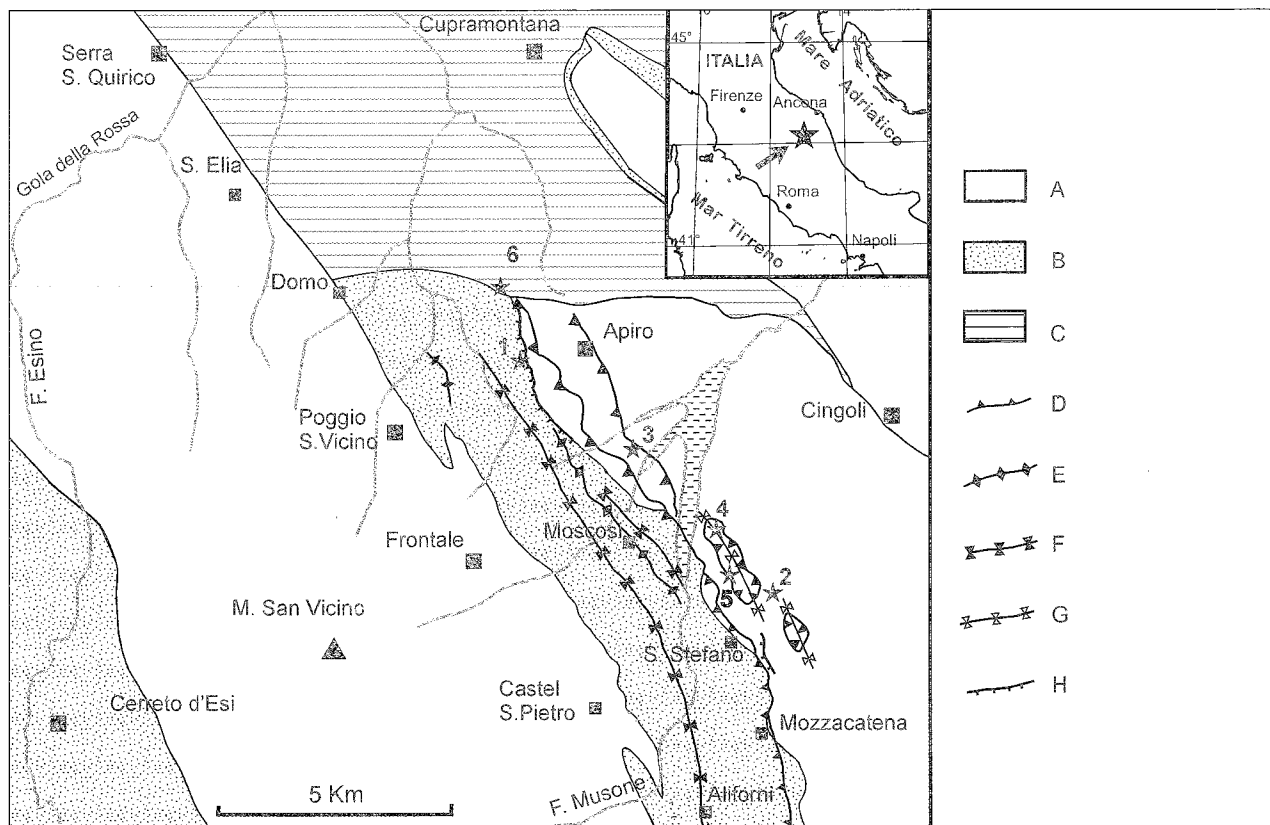 Cupramontana
Serra
S. Quirico
Gola della Rossa
S. Elia
F. Esino
Domo
6
Apiro
1
Cingoli
Poggio
S.Vicino
3
4
Frontale
Moscosi
2
5
M. San Vicino
S. Stefano
Cerreto d'Esi
Castel
S.Pietro
Mozzacatena
5 Km
F. Musone
Aliforni
45°
ITALIA
Mare
Adriatico
Firenze
Ancona
Roma
Mar Tirreno
41°
Napoli
A
B
C
D
E
F
G
H